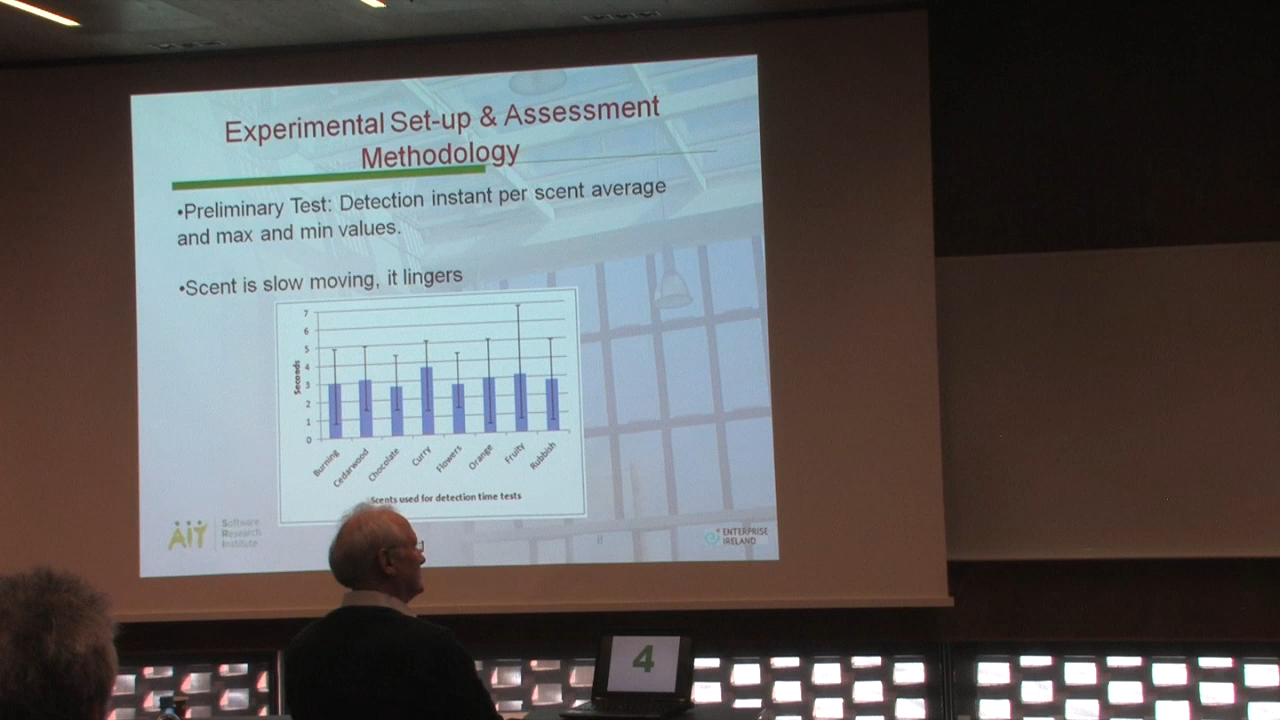 Experimental Set-up & Assessment
Methodology
•Preliminary Test: Detection instant per scent average
and max and min values.
•Scent is slow moving, it lingers
7
6
5
4
3
2
1
0
Seconds
Burning
Cedarwood
Chocolate
Curry
Flowers
Orange
Fruity
Rubbish
Scents used for detection time tests
AIT
Software
Research
Institute
ENTERPRISE
IRELAND
4